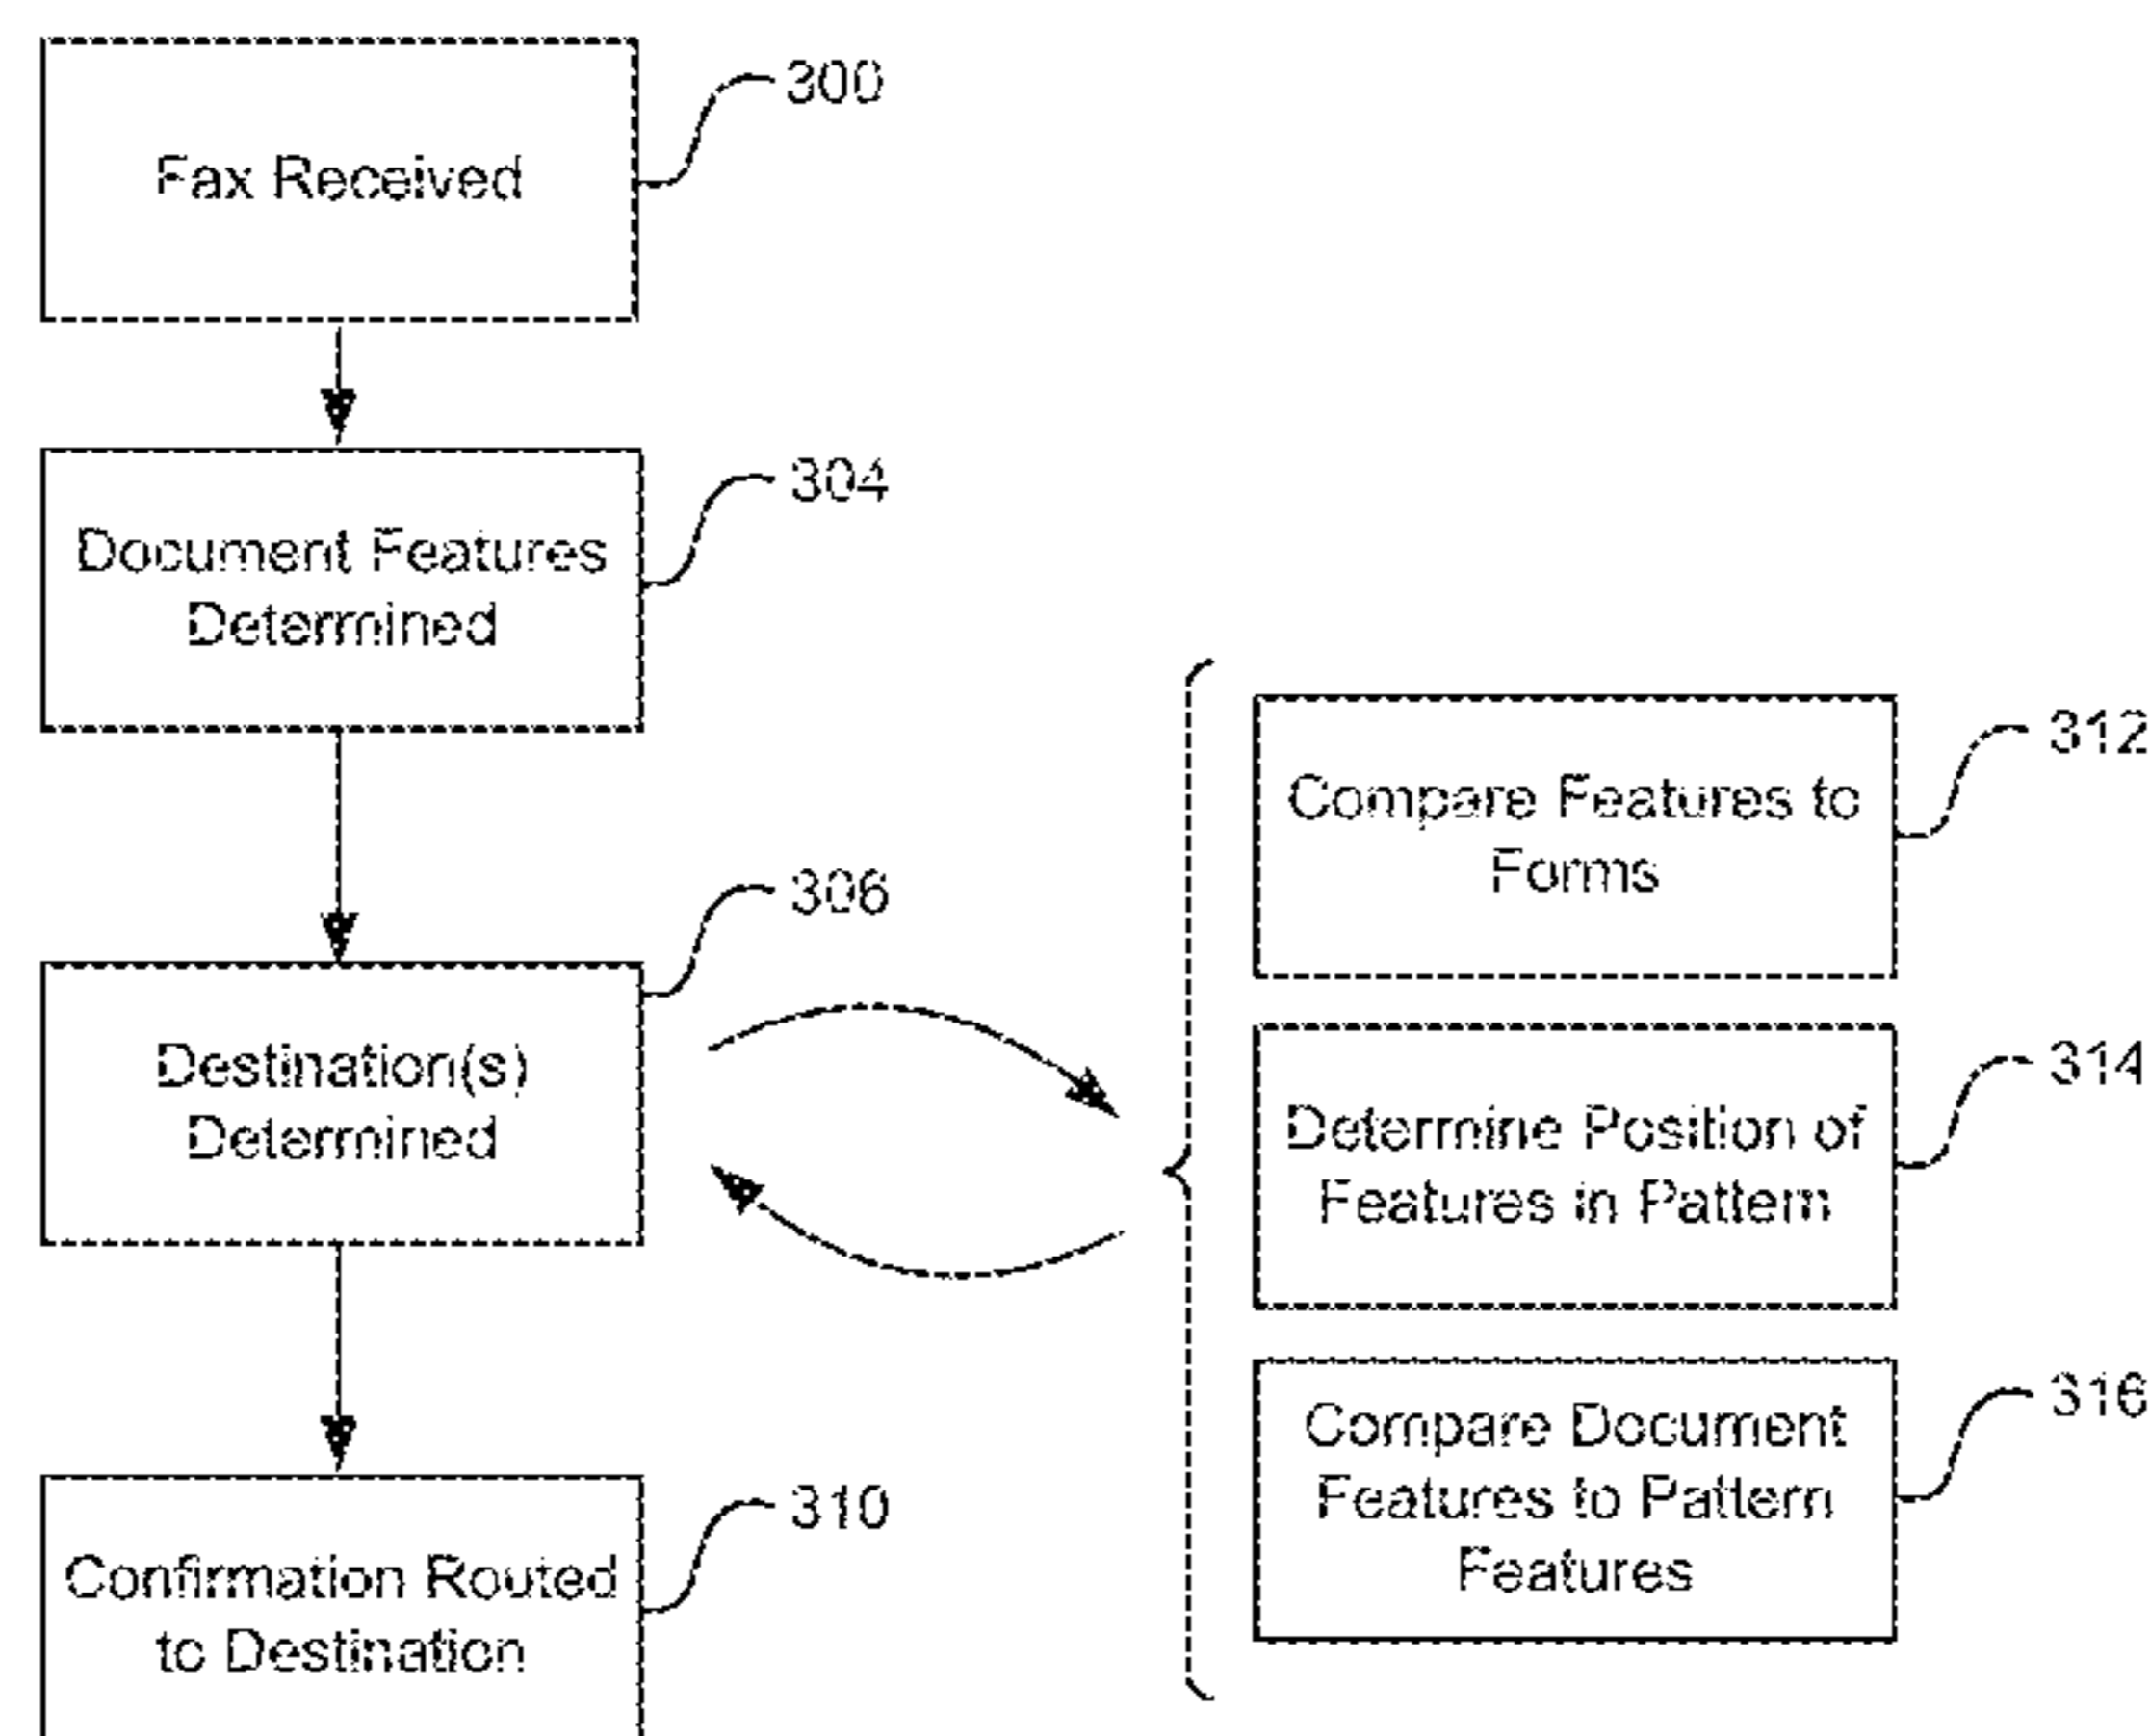 Fax Received
300
Document Features
Determined
304
Destination(s)
Determined
306
Confirmation Routed
to Destination
310
Compare Features to
Forms
312
Determine Position of
Features in Pattern
314
Compare Document
Features to Pattern
Features
316